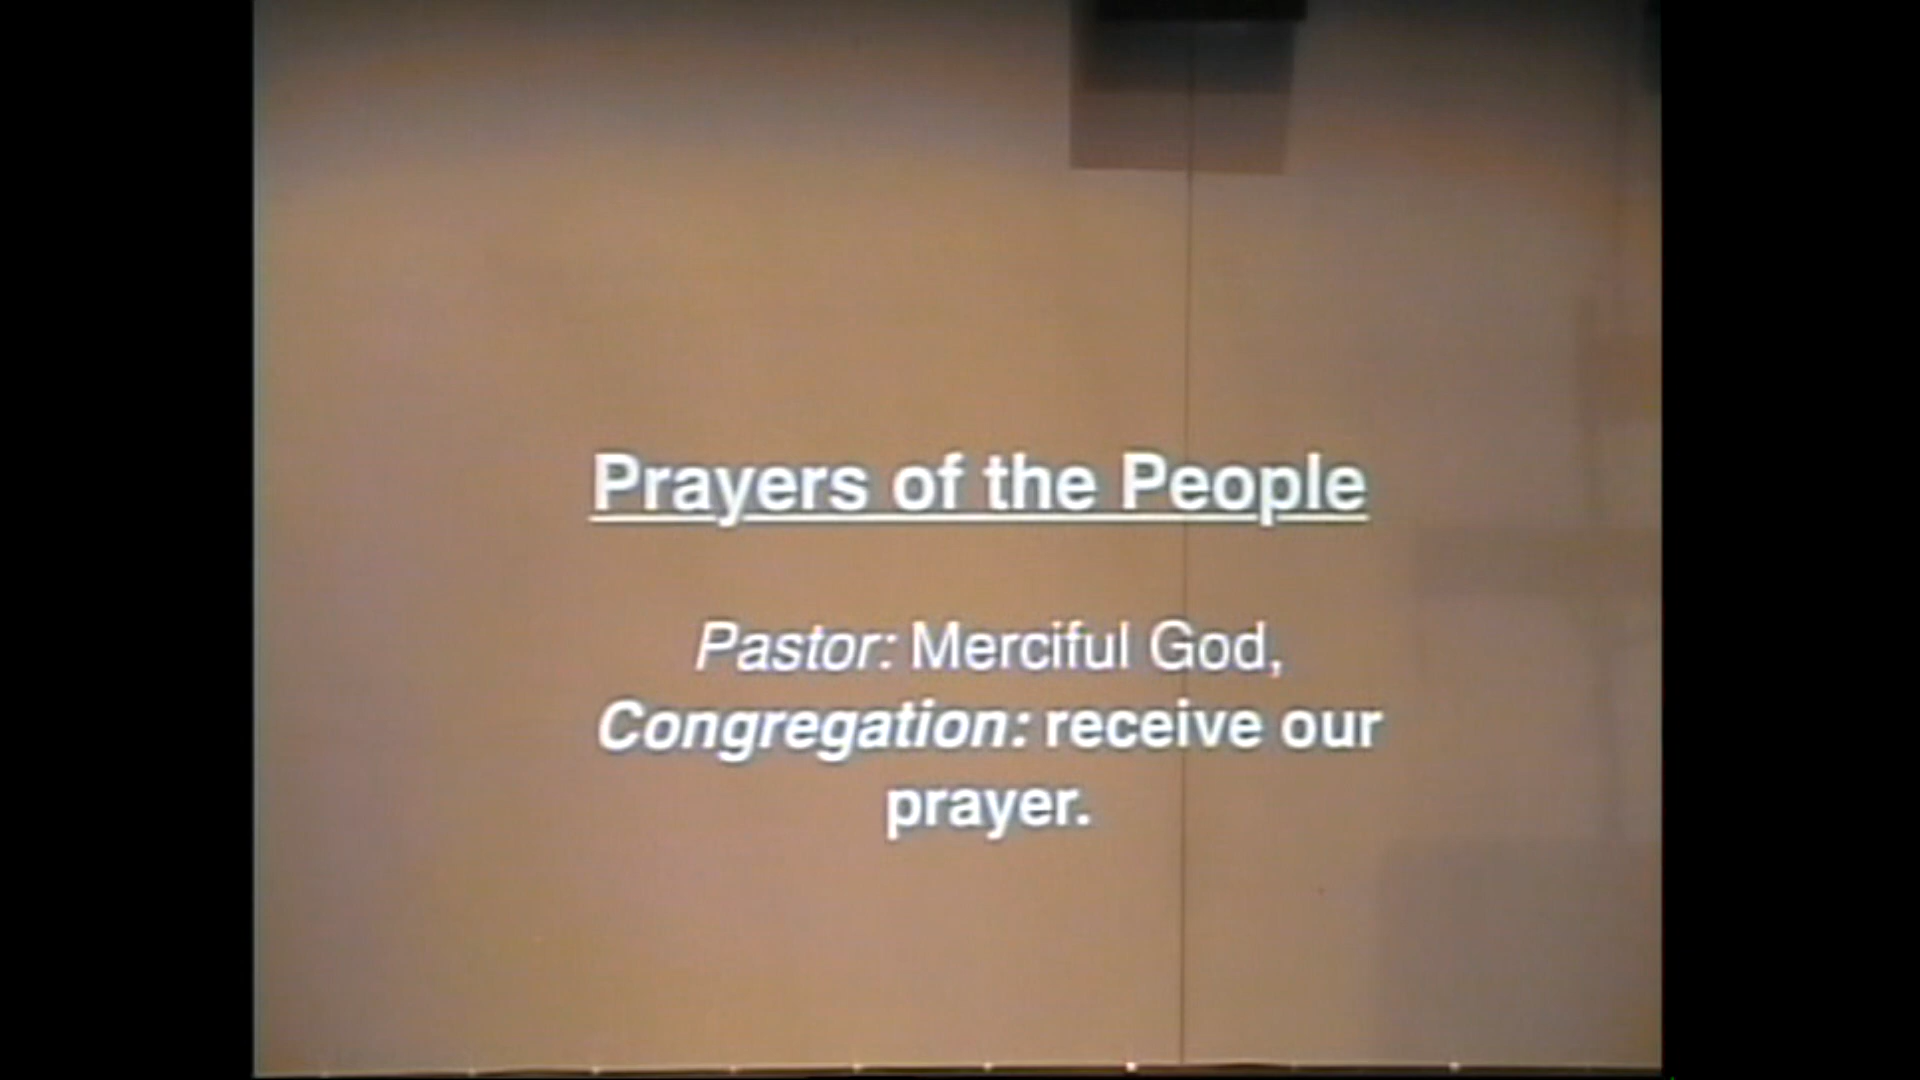 Prayers of the People
Pastor: Merciful God,
Congregation: receive our
prayer.